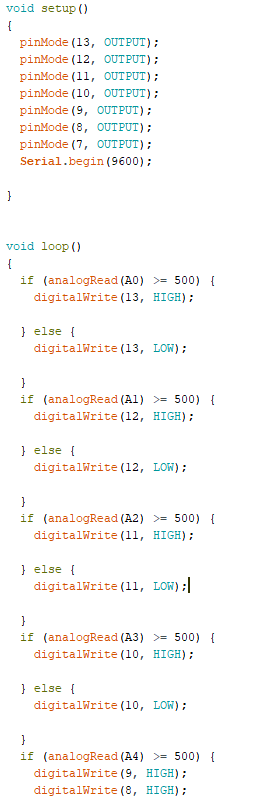 void setup()
{
  pinMode(13, OUTPUT);
  pinMode(12, OUTPUT);
  pinMode(11, OUTPUT);
  pinMode(10, OUTPUT);
  pinMode(9, OUTPUT);
  pinMode(8, OUTPUT);
  pinMode(7, OUTPUT);
  Serial.begin(9600);
}
void loop()
{
  if (analogRead(A0) >= 500) {
    digitalWrite(13, HIGH);
  } else {
    digitalWrite(13, LOW);
  }
  if (analogRead(A1) >= 500) {
    digitalWrite(12, HIGH);
  } else {
    digitalWrite(12, LOW);
  }
  if (analogRead(A2) >= 500) {
    digitalWrite(11, HIGH);
  } else {
    digitalWrite(11, LOW);
  }
  if (analogRead(A3) >= 500) {
    digitalWrite(10, HIGH);
  } else {
    digitalWrite(10, LOW);
  }
  if (analogRead(A4) >= 500) {
    digitalWrite(9, HIGH);
    digitalWrite(8, HIGH);